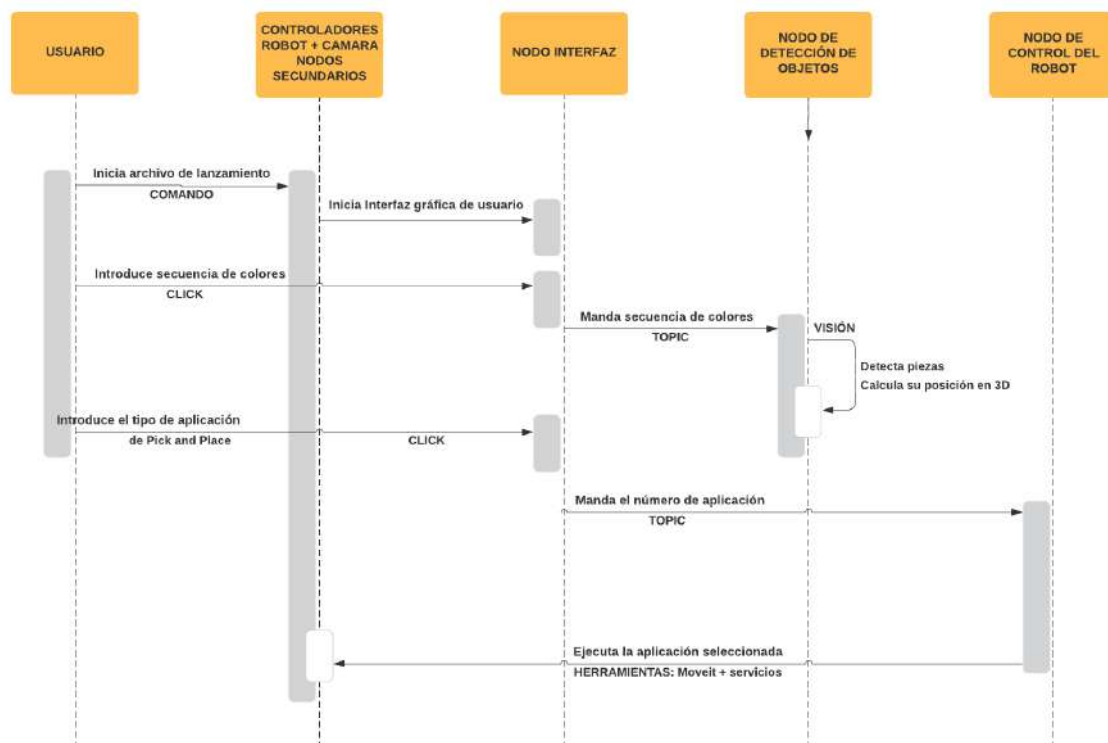 USUARIO
CONTROLADORES
ROBOT + CAMARA
NODOS
SECUNDARIOS
NODO INTERFAZ
NODO DE
DETECCIÓN DE
OBJETOS
NODO DE
CONTROL DEL
ROBOT
Inicia archivo de lanzamiento
COMANDO
Inicia Interfaz gráfica de usuario
Introduce secuencia de colores
CLICK
Manda secuencia de colores
TOPIC
VISIÓN
Detecta piezas
Calcula su posición en 3D
Introduce el tipo de aplicación
de Pick and Place
CLICK
Manda el número de aplicación
TOPIC
Ejecuta la aplicación seleccionada
HERRAMIENTAS: Moveit + servicios